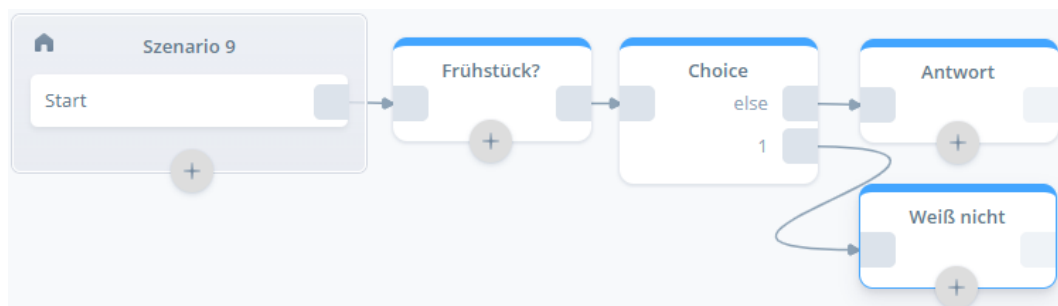 Szenario 9
Start
Frühstück?
Choice
else
1
Antwort
Weiß nicht